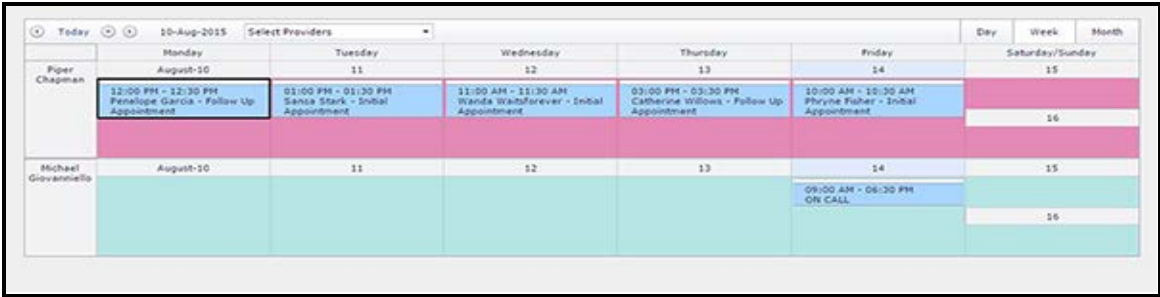 Today 10-Aug-2015 Select Providers Day Week Month
Monday Tuesday Wednesday Thursday Friday Saturday/Sunday
Piper Chapman
August-10 11 12 13 14 15
12:00 PM - 12:30 PM
Penelope Garcia - Follow Up
Appointment
01:00 PM - 01:30 PM
Sansa Stark - Initial
Appointment
11:00 AM - 11:30 AM
Wanda Waitsforever - Initial
Appointment
03:00 PM - 03:30 PM
Catherine Willows - Follow Up
Appointment
10:00 AM - 10:30 AM
Phryne Fisher - Initial
Appointment
16
Michael
Giovanniello
August-10 11 12 13 14 15
09:00 AM - 06:30 PM
ON CALL
16